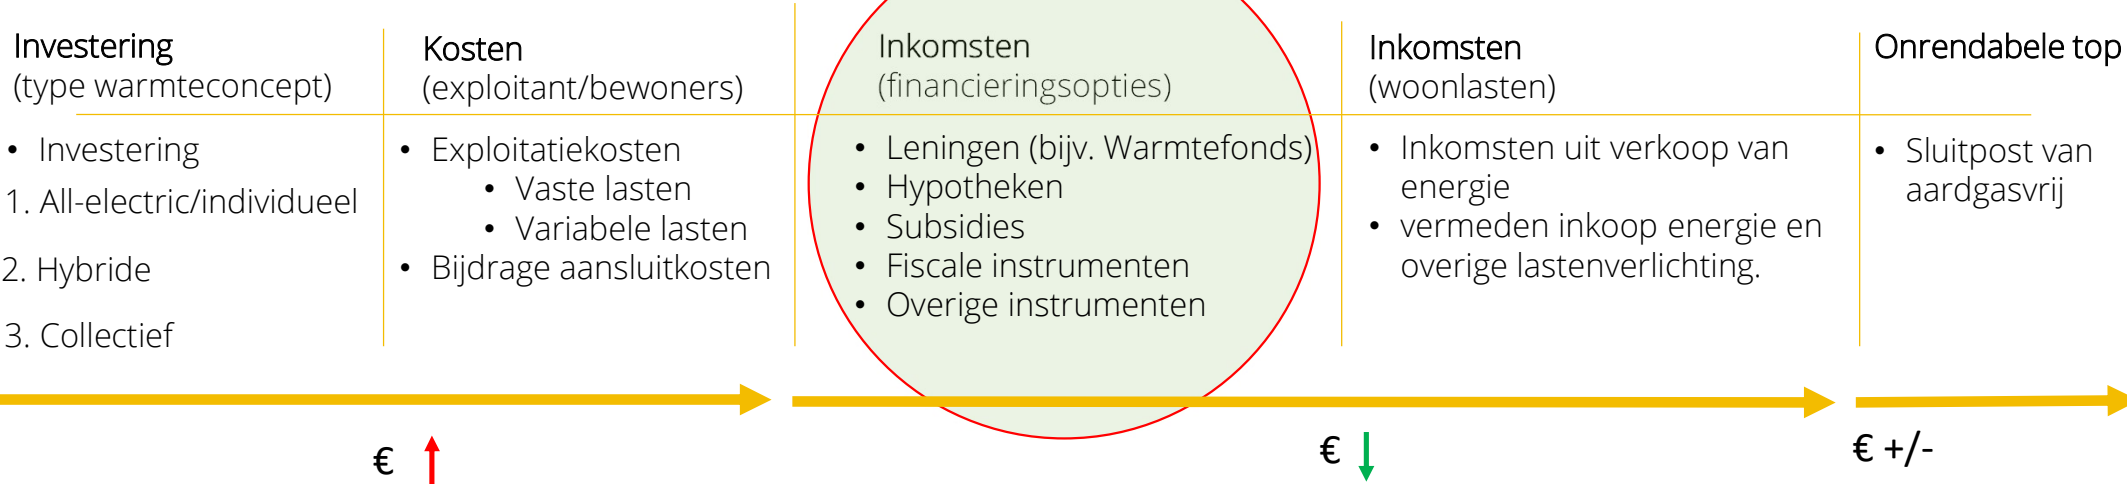 Investering
(type warmteconcept)
• Investering
1. All-electric/individueel
2. Hybride
3. Collectief
Kosten
(exploitant/bewoners)
• Exploitatiekosten
• Vaste lasten
• Variabele lasten
• Bijdrage aansluitkosten
€
Inkomsten
(financieringsopties)
• Leningen (bijv. Warmtefonds)
• Hypotheken
• Subsidies
• Fiscale instrumenten
• Overige instrumenten
Inkomsten
(woonlasten)
• Inkomsten uit verkoop van
energie
• vermeden inkoop energie en
overige lastenverlichting.
€
Onrendabele top
• Sluitpost van
aardgasvrij
€ +/-